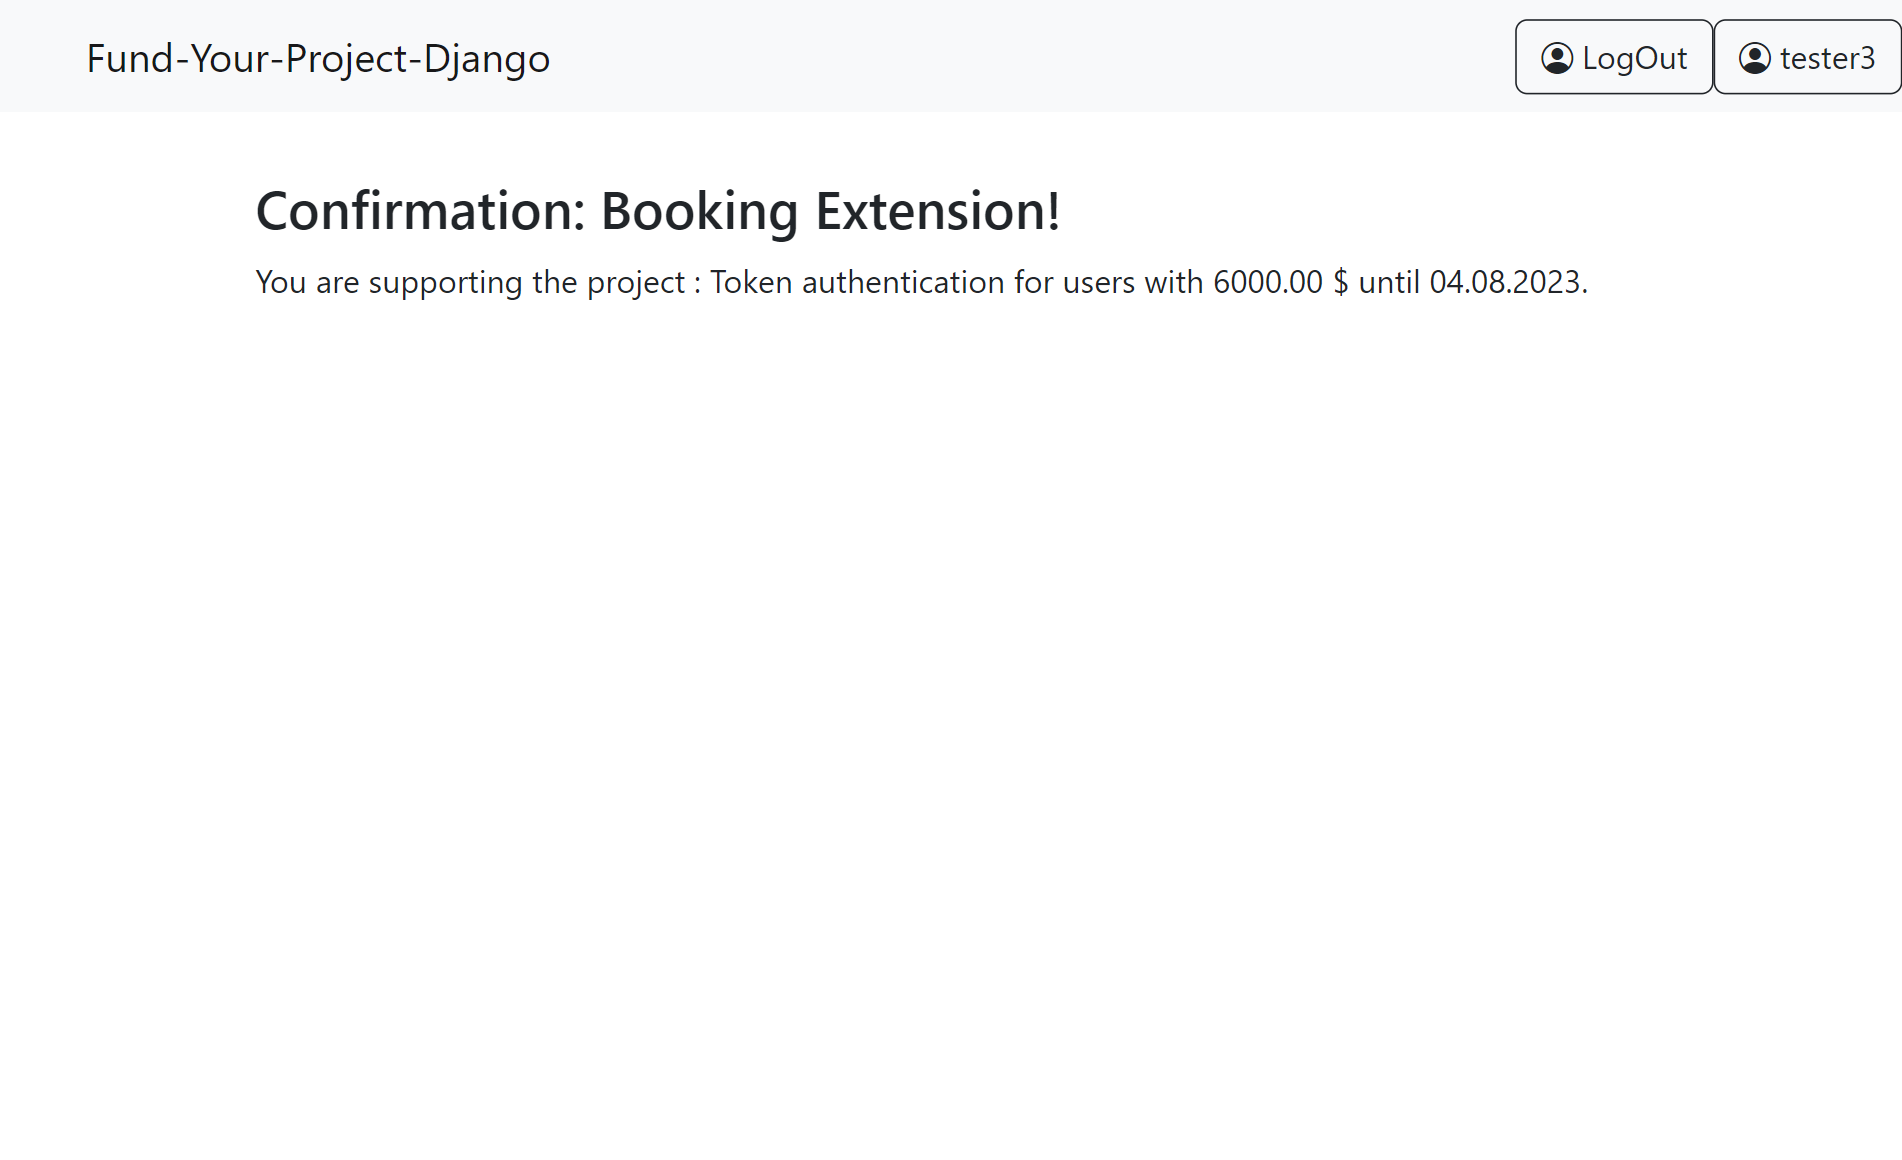 Fund-Your-Project-Django
LogOut
tester3
Confirmation: Booking Extension!
You are supporting the project : Token authentication for users with 6000.00 $ until 04.08.2023.